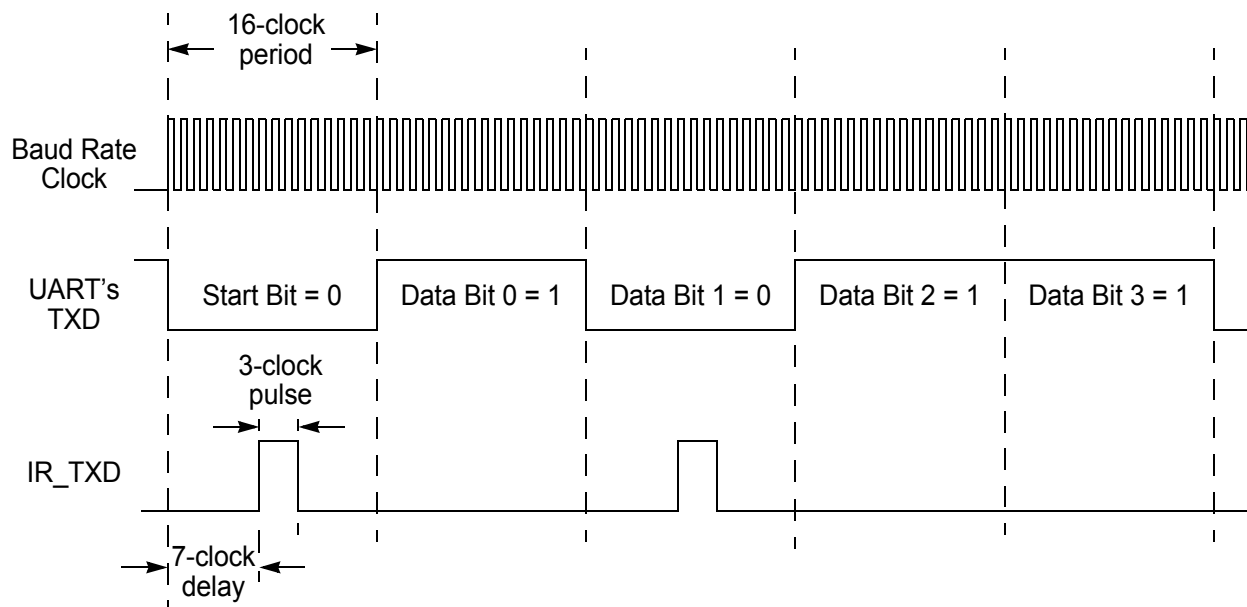 16-clock
period
Baud Rate
Clock
UART’s
TXD
Start Bit = 0
Data Bit 0 = 1
Data Bit 1 = 0
Data Bit 2 = 1
Data Bit 3 = 1
3-clock
pulse
IR_TXD
7-clock
delay